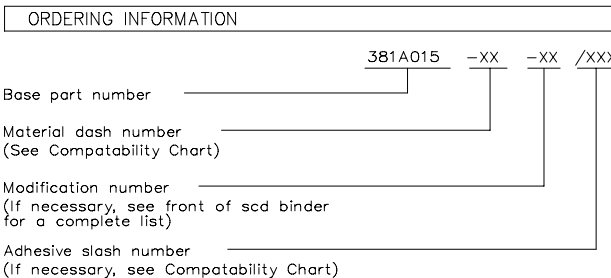 ORDERING INFORMATION
381A015 -XX -XX /XXX
Base part number
Material dash number
(See Compatability Chart)
Modification number
(If necessary, see front of scd binder
for a complete list)
Adhesive slash number
(If necessary, see Compatability Chart)